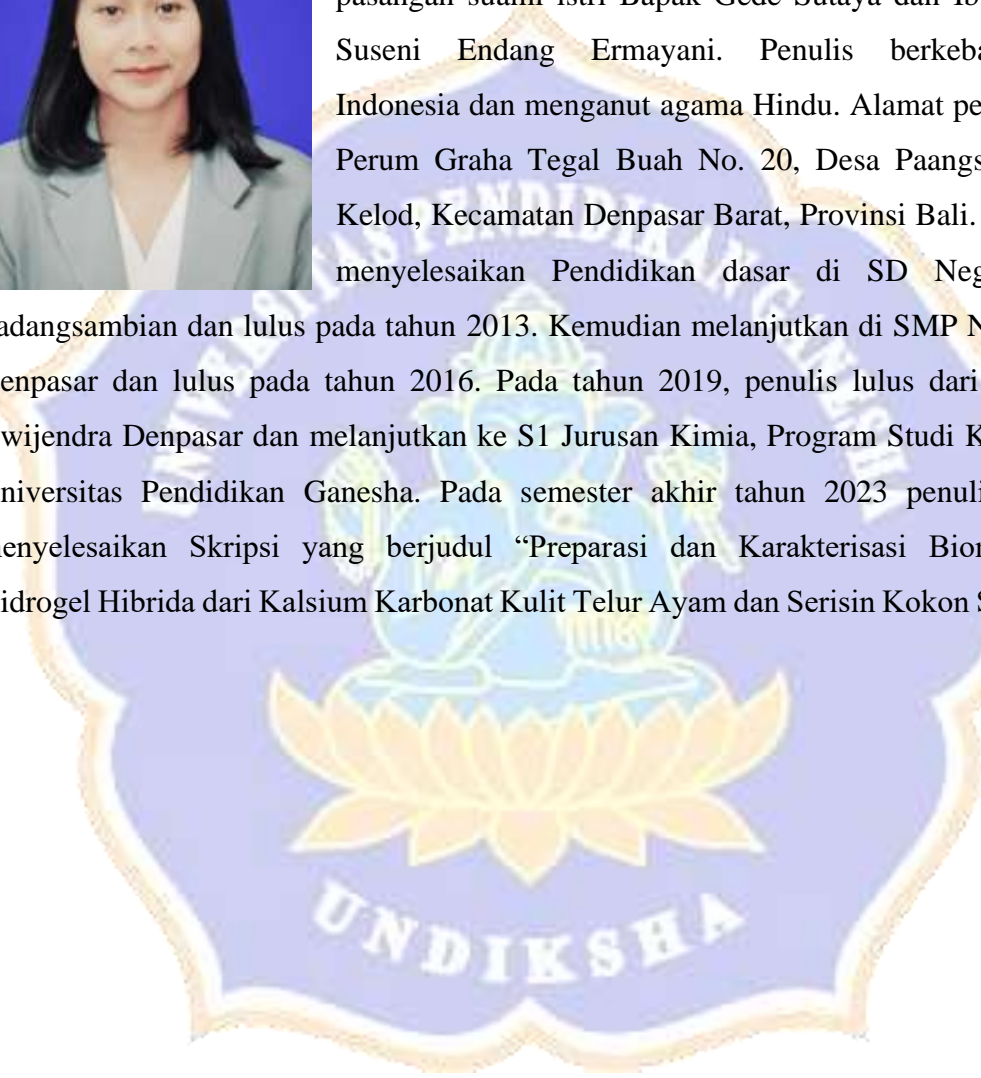 pasangan suami istri Bapak Gede Sutaya dan Ib
Suseni Endang Ermayani. Penulis berkeba
Indonesia dan menganut agama Hindu. Alamat pe
Perum Graha Tegal Buah No. 20, Desa Paangs
Kelod, Kecamatan Denpasar Barat, Provinsi Bali.
menyelesaikan Pendidikan dasar di SD Neg
adangsambian dan lulus pada tahun 2013. Kemudian melanjutkan di SMP N
enpasar dan lulus pada tahun 2016. Pada tahun 2019, penulis lulus dari
wijendra Denpasar dan melanjutkan ke S1 Jurusan Kimia, Program Studi K
niversitas Pendidikan Ganesha. Pada semester akhir tahun 2023 penuli
enyelesaikan Skripsi yang berjudul “Preparasi dan Karakterisasi Bior
idrogel Hibrida dari Kalsium Karbonat Kulit Telur Ayam dan Serisin Kokon S
UNIVERSITAS PENDIDIKAN GANESHA
UNDIKSHA